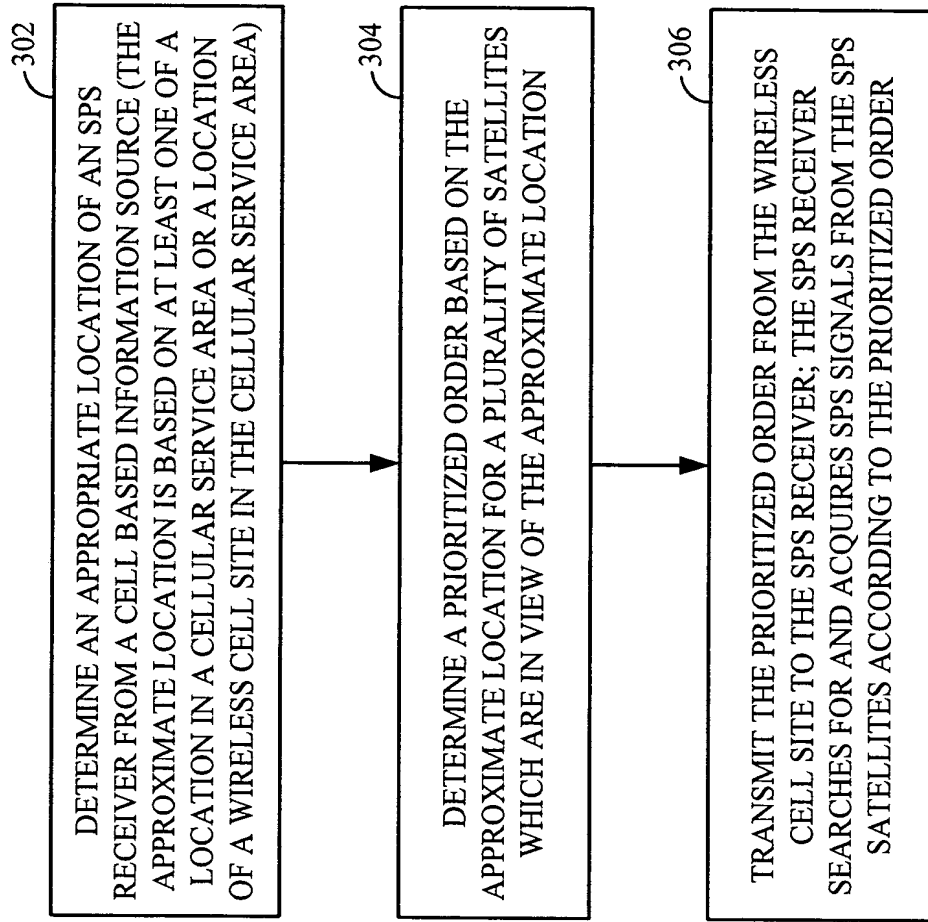 302
DETERMINE AN APPROPRIATE LOCATION OF AN SPS
RECEIVER FROM A CELL BASED INFORMATION SOURCE (THE
APPROXIMATE LOCATION IS BASED ON AT LEAST ONE OF A
LOCATION IN A CELLULAR SERVICE AREA OR A LOCATION
OF A WIRELESS CELL SITE IN THE CELLULAR SERVICE AREA)
304
DETERMINE A PRIORITIZED ORDER BASED ON THE
APPROXIMATE LOCATION FOR A PLURALITY OF SATELLITES
WHICH ARE IN VIEW OF THE APPROXIMATE LOCATION
306
TRANSMIT THE PRIORITIZED ORDER FROM THE WIRELESS
CELL SITE TO THE SPS RECEIVER; THE SPS RECEIVER
SEARCHES FOR AND ACQUIRES SPS SIGNALS FROM THE SPS
SATELLITES ACCORDING TO THE PRIORITIZED ORDER